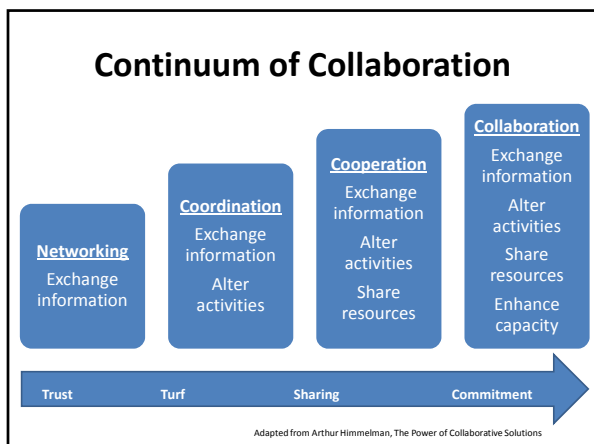 Continuum of Collaboration
Networking
Exchange
information
Coordination
Exchange
information
Alter
activities
Cooperation
Exchange
information
Alter
activities
Share
resources
Collaboration
Exchange
information
Alter
activities
Share
resources
Enhance
capacity
Trust Turf Sharing Commitment
Adapted from Arthur Himmelman, The Power of Collaborative Solutions